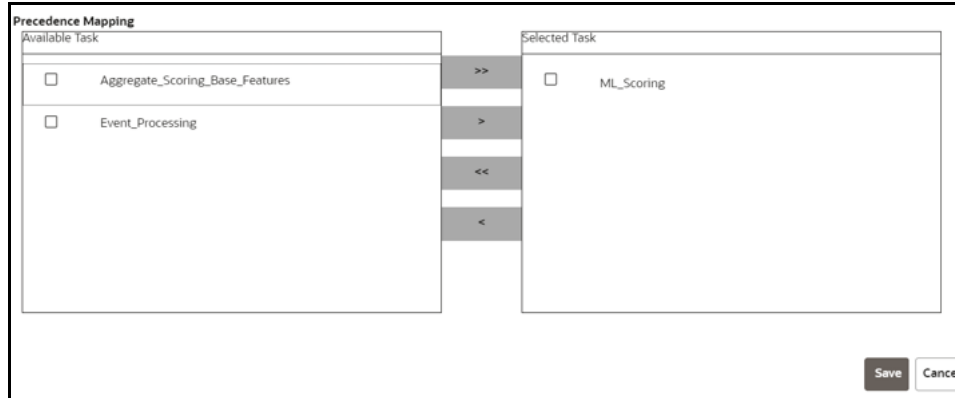 Precedence Mapping
Available Task
Selected Task
Aggregate_Scoring_Base_Features
>>
ML_Scoring
Event_Processing
>
<<
<
Save
Cance